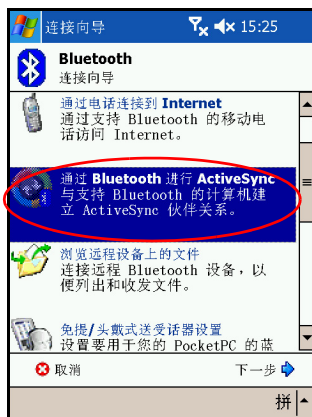 连接向导 15:25
Bluetooth
连接向导
通过电话连接到 Internet
通过支持 Bluetooth 的移动电
话访问 Internet。
通过 Bluetooth 进行 ActiveSync
与支持 Bluetooth 的计算机建
立 ActiveSync 伙伴关系。
浏览远程设备上的文件
连接远程 Bluetooth 设备，以
便列出和收发文件。
免提/头戴式送受话器设置
设置要用于您的 PocketPC 的蓝
取消 下一步
拼